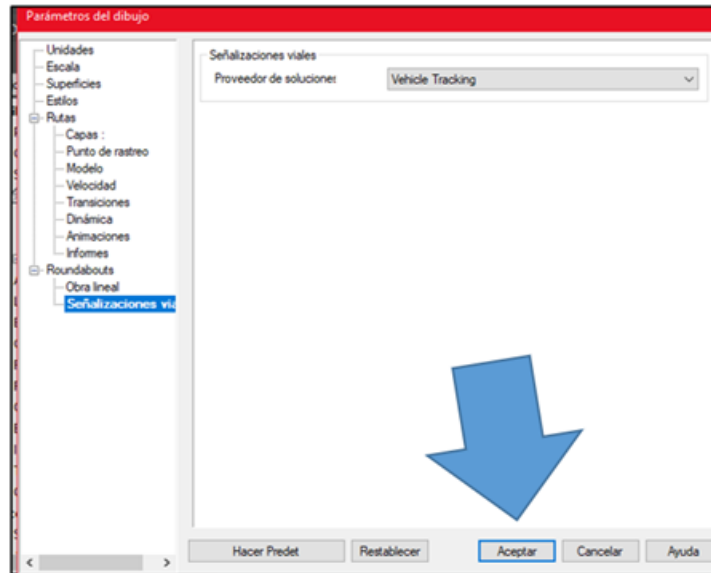 Parámetros del dibujo
Unidades
Escala
Superficies
Estilos
Rutas
Capas :
Punto de rastreo
Modelo
Velocidad
Transiciones
Dinámica
Animaciones
Informes
Roundabouts
Obra lineal
Señalizaciones via
Señalizaciones viales
Proveedor de soluciones Vehicle Tracking
Hacer Predet Restablecer Aceptar Cancelar Ayuda